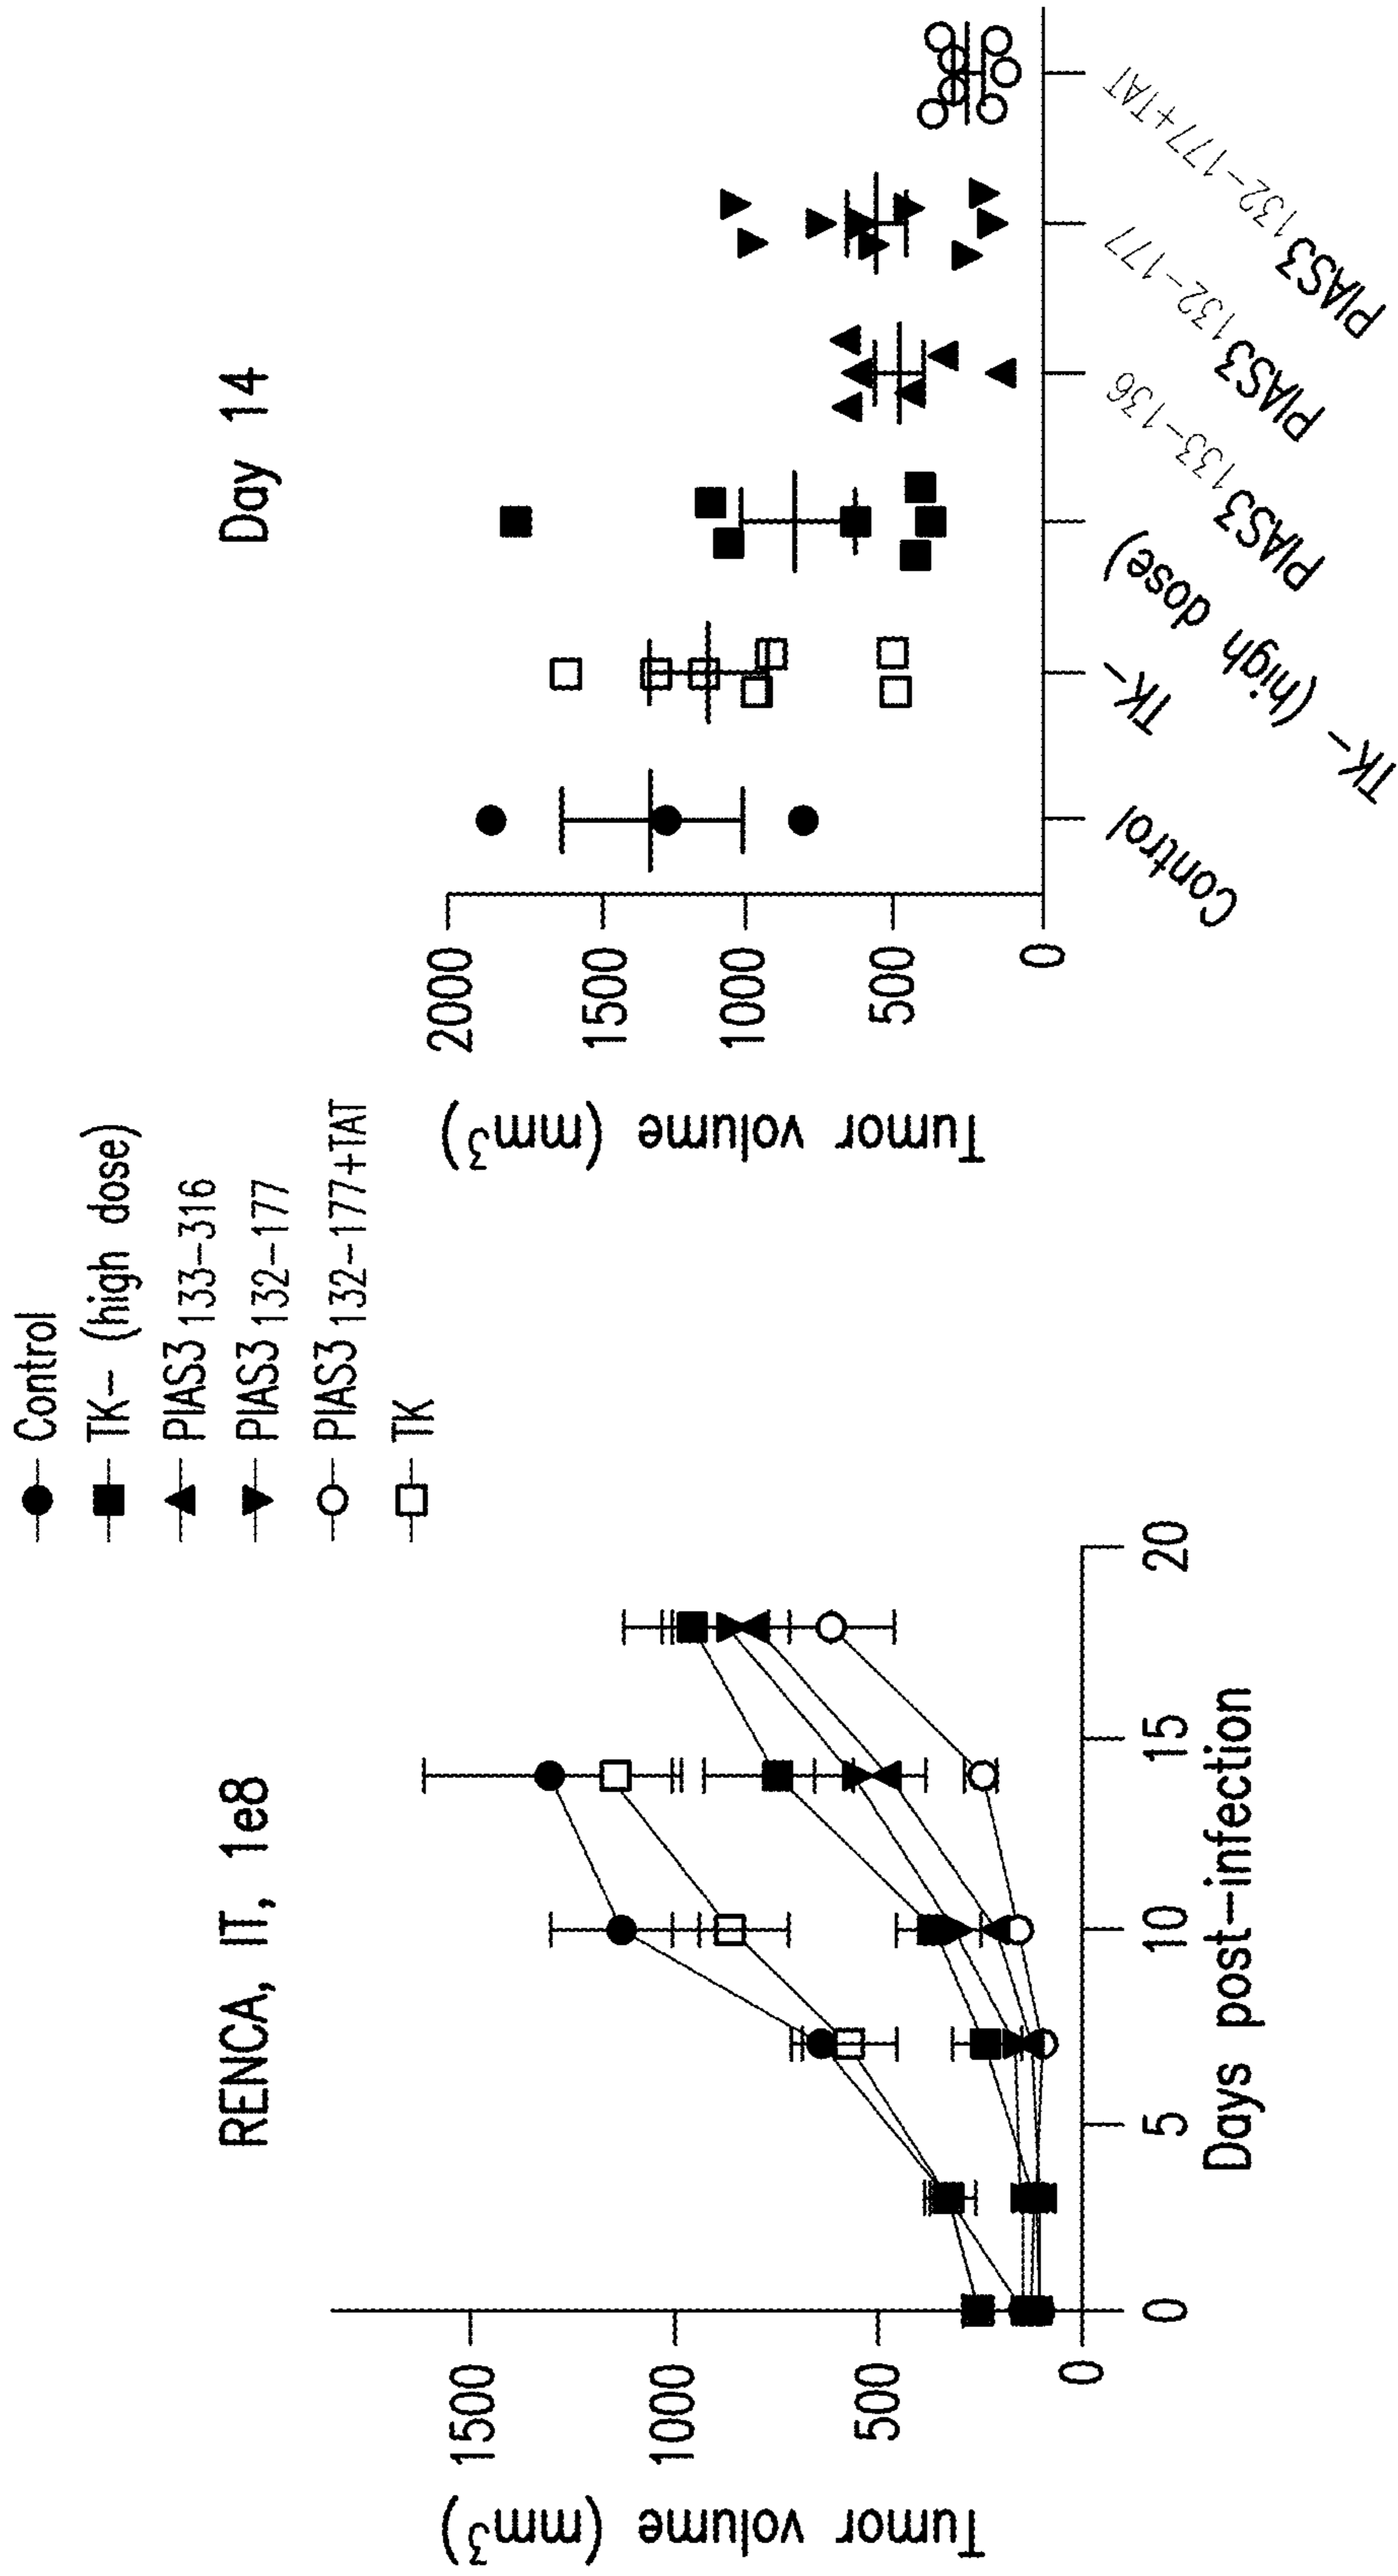 RENCA, IT, 1e8
Tumor volume (mm3)
1500
1000
500
0
0
5
10
15
20
Days post-infection
Control
TK- (high dose)
PIAS3 133-316
PIAS3 132-177
PIAS3 132-177+TAT
TK
Day 14
Tumor volume (mm3)
2000
1500
1000
500
0
Control
TK-
TK- (high dose)
PIAS3 133-136
PIAS3 132-177
PIAS3 132-177+TAT